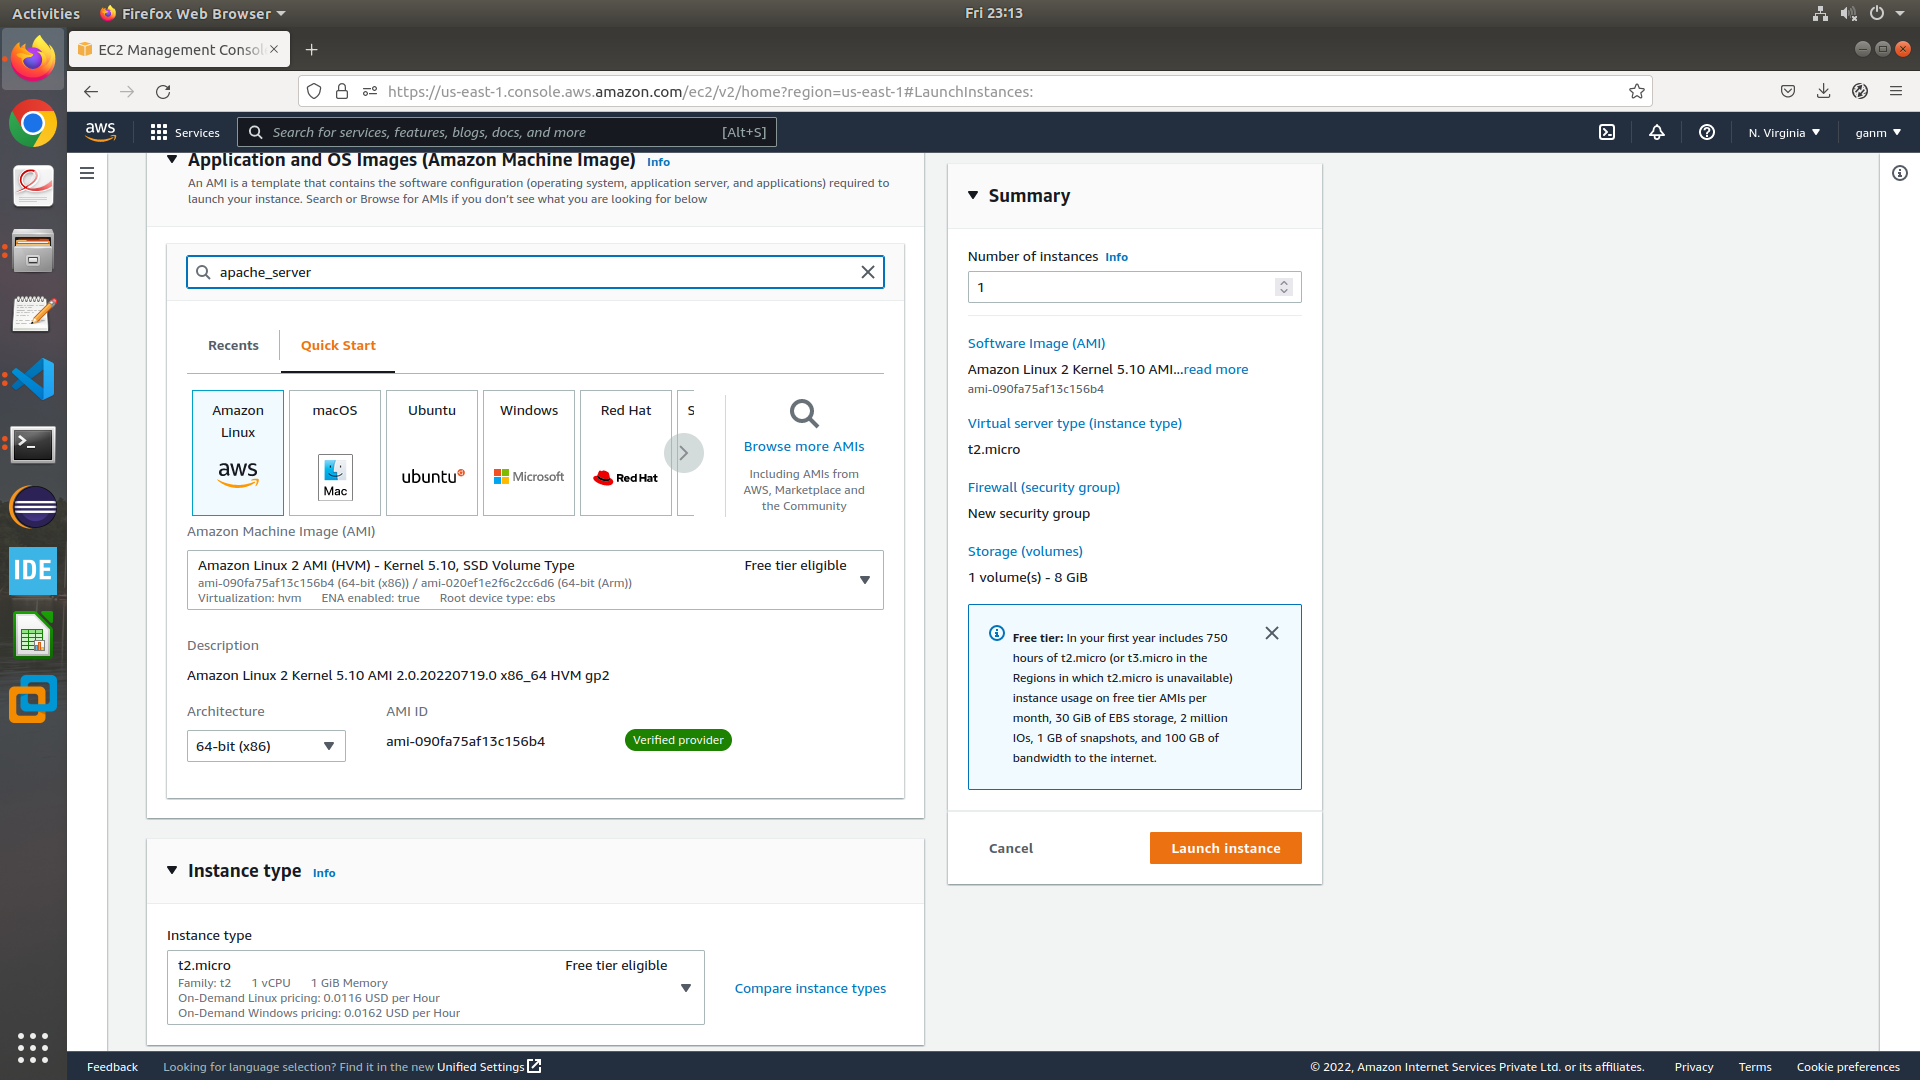 Activities
Firefox Web Browser
Fri 23:13
EC2 Management Consol
https://us-east-1.console.aws.amazon.com/ec2/v2/home?region=us-east-1#LaunchInstances:
aws
Services
Search for services, features, blogs, docs, and more
[Alt+S]
N. Virginia
ganm
Application and OS Images (Amazon Machine Image) Info
An AMI is a template that contains the software configuration (operating system, application server, and applications) required to
launch your instance. Search or Browse for AMIs if you don't see what you are looking for below
apache_server
Recents
Quick Start
Amazon
Linux
aws
macOS
Mac
Ubuntu
ubuntu
Windows
Microsoft
Red Hat
Red Hat
S
Browse more AMIs
Including AMIs from
AWS, Marketplace and
the Community
Amazon Machine Image (AMI)
Amazon Linux 2 AMI (HVM) - Kernel 5.10, SSD Volume Type
Free tier eligible
ami-090fa75af13c156b4 (64-bit (x86)) / ami-020ef1e2f6c2cc6d6 (64-bit (Arm))
Virtualization: hvm ENA enabled: true Root device type: ebs
Description
Amazon Linux 2 Kernel 5.10 AMI 2.0.20220719.0 x86_64 HVM gp2
Architecture
AMI ID
64-bit (x86)
ami-090fa75af13c156b4
Verified provider
Instance type Info
Instance type
t2.micro
Free tier eligible
Family: t2 1 vCPU 1 GiB Memory
On-Demand Linux pricing: 0.0116 USD per Hour
On-Demand Windows pricing: 0.0162 USD per Hour
Compare instance types
Summary
Number of instances Info
1
Software Image (AMI)
Amazon Linux 2 Kernel 5.10 AMI...read more
ami-090fa75af13c156b4
Virtual server type (instance type)
t2.micro
Firewall (security group)
New security group
Storage (volumes)
1 volume(s) - 8 GiB
Free tier: In your first year includes 750
hours of t2.micro (or t3.micro in the
Regions in which t2.micro is unavailable)
instance usage on free tier AMIs per
month, 30 GiB of EBS storage, 2 million
IOs, 1 GB of snapshots, and 100 GB of
bandwidth to the internet.
Cancel
Launch instance
IDE
Feedback
Looking for language selection? Find it in the new Unified Settings
© 2022, Amazon Internet Services Private Ltd. or its affiliates.
Privacy
Terms
Cookie preferences